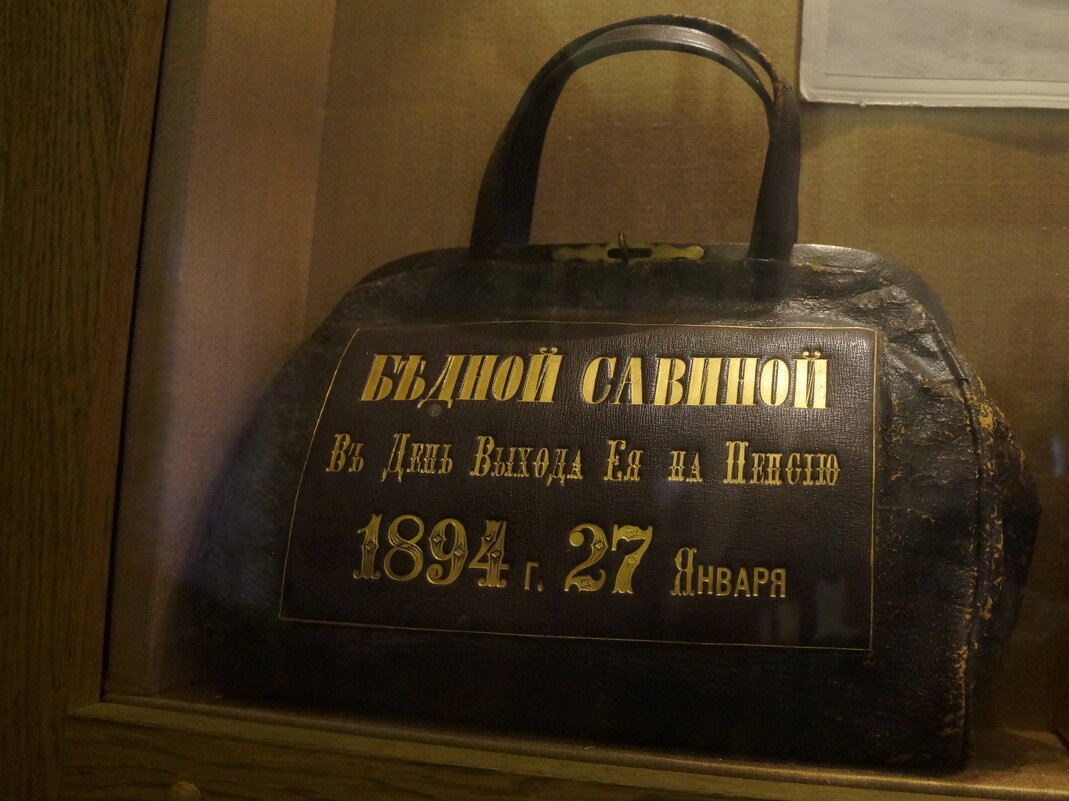 БѢДНОЙ САВИНОЙ
Въ День Выхода Ея на Пенсію
1894 г. 27 Января